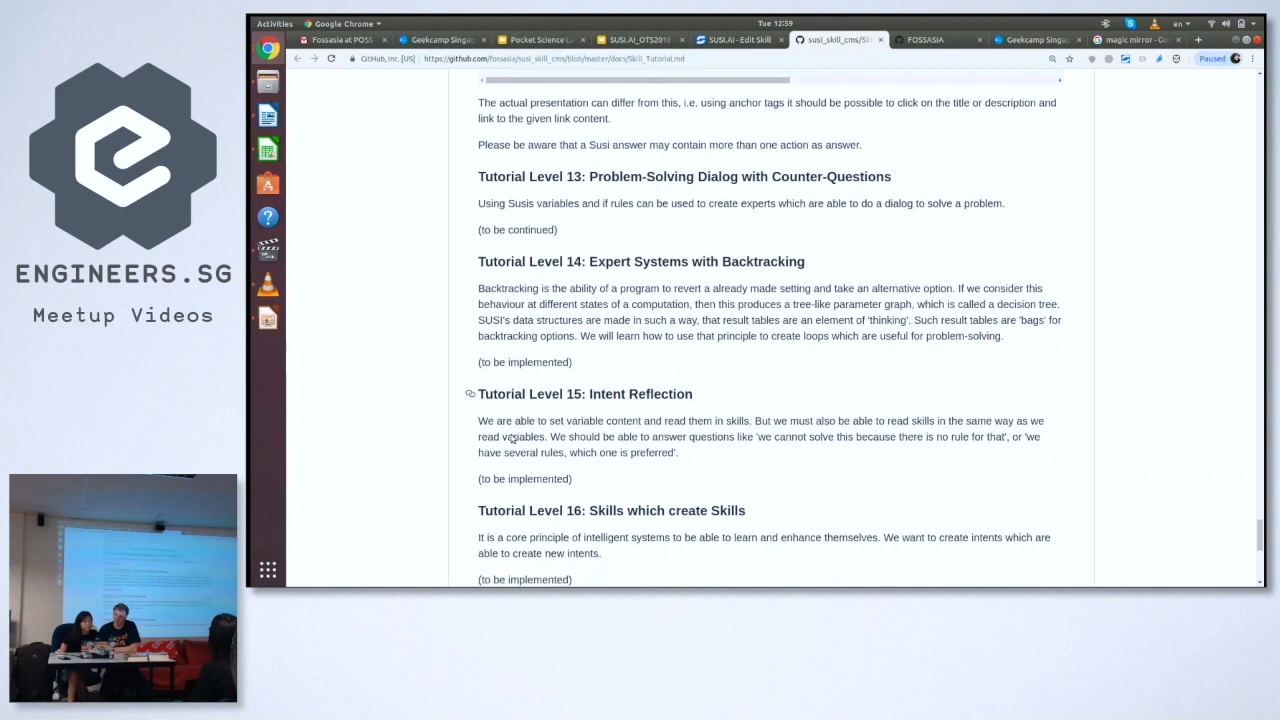 Activities
Google Chrome
Tue 12:59
en
Fossasia at POSS
Geekcamp Singap
Pocket Science La
SUSI.AI_OTS2018
SUSI.AI - Edit Skill
susi_skill_cms/Ski
FOSSASIA
Geekcamp Singap
magic mirror - Go
GitHub, Inc. [US]
https://github.com/fossasia/susi_skill_cms/blob/master/docs/Skill_Tutorial.md
Paused
The actual presentation can differ from this, i.e. using anchor tags it should be possible to click on the title or description and
link to the given link content.
Please be aware that a Susi answer may contain more than one action as answer.
Tutorial Level 13: Problem-Solving Dialog with Counter-Questions
Using Susis variables and if rules can be used to create experts which are able to do a dialog to solve a problem.
(to be continued)
Tutorial Level 14: Expert Systems with Backtracking
Backtracking is the ability of a program to revert a already made setting and take an alternative option. If we consider this
behaviour at different states of a computation, then this produces a tree-like parameter graph, which is called a decision tree.
SUSI's data structures are made in such a way, that result tables are an element of 'thinking'. Such result tables are 'bags' for
backtracking options. We will learn how to use that principle to create loops which are useful for problem-solving.
(to be implemented)
Tutorial Level 15: Intent Reflection
We are able to set variable content and read them in skills. But we must also be able to read skills in the same way as we
read variables. We should be able to answer questions like 'we cannot solve this because there is no rule for that', or 'we
have several rules, which one is preferred'.
(to be implemented)
Tutorial Level 16: Skills which create Skills
It is a core principle of intelligent systems to be able to learn and enhance themselves. We want to create intents which are
able to create new intents.
(to be implemented)
ENGINEERS.SG
Meetup Videos